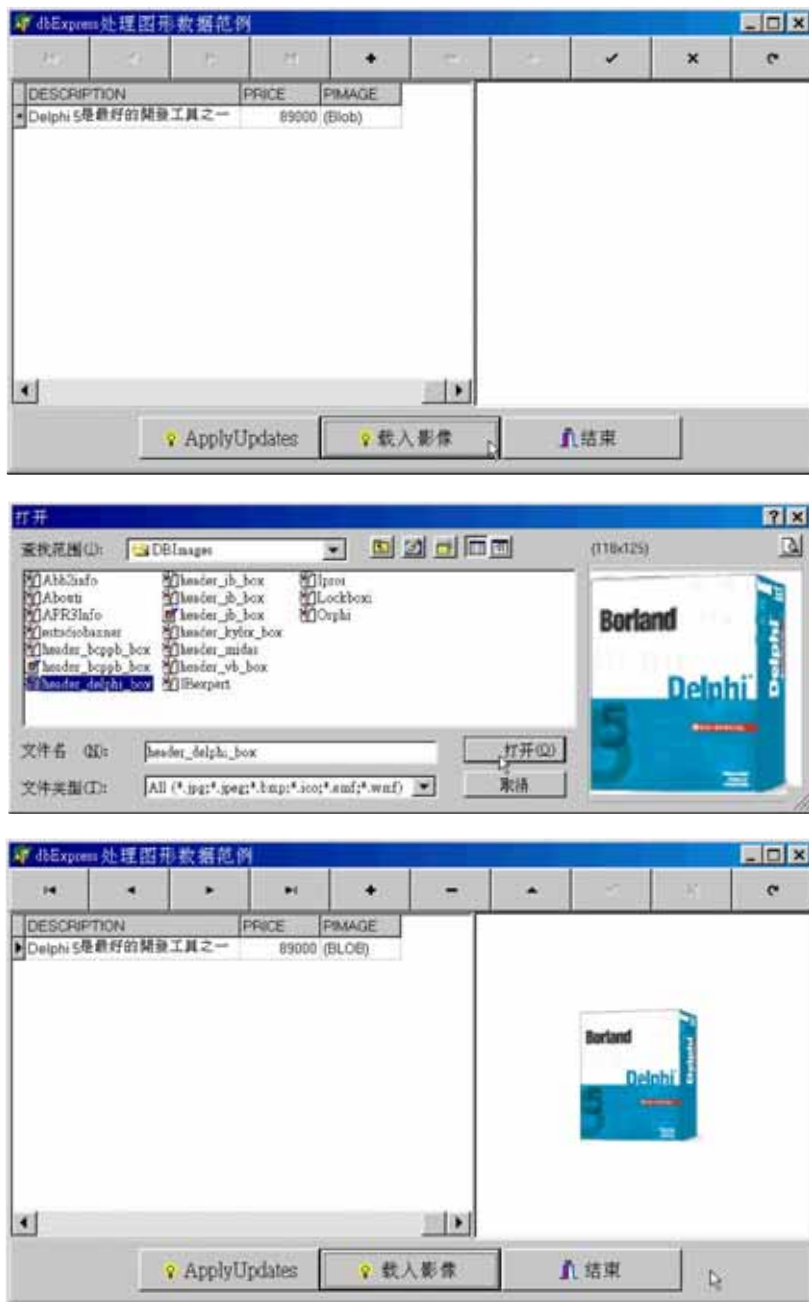 dbExpress处理图形数据范例
DESCRIPTION PRICE PIMAGE
Delphi 5是最好的開發工具之一 89000 (Blob)
ApplyUpdates 载入影像 结束
打开
查找范围(I): DBImages (118x125)
Abb2info header_jb_box Ipros
Abouti header_jb_box Lockboxi
AFR3Info header_jb_box Orphi
header_kylix_box
header_bcppb_box header_midas
header_bcppb_box header_vb_box
header_delphi_box IBexpert
Borland
Delphi
5
Delphi
文件名 (N): header_delphi_box 打开(O)
文件类型(T): All (*.jpg;*.jpeg;*.bmp;*.ico;*.emf;*.wmf) 取消
dbExpress处理图形数据范例
DESCRIPTION PRICE PIMAGE
Delphi 5是最好的開發工具之一 89000 (BLOB)
Borland
Delphi
5
ApplyUpdates 载入影像 结束